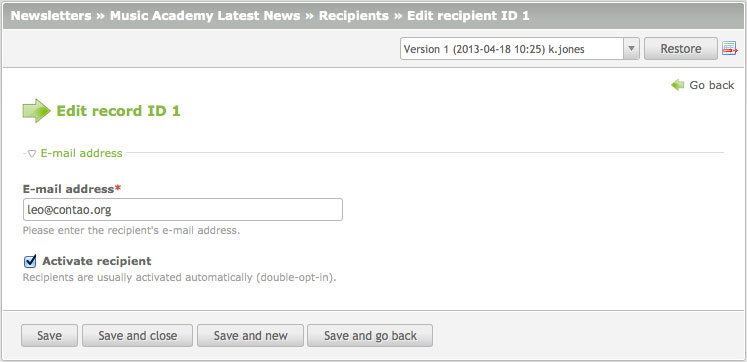 Newsletters » Music Academy Latest News » Recipients » Edit recipient ID 1
Version 1 (2013-04-18 10:25) k.jones Restore
Go back
Edit record ID 1
E-mail address
E-mail address*
leo@contao.org
Please enter the recipient's e-mail address.
Activate recipient
Recipients are usually activated automatically (double-opt-in).
Save Save and close Save and new Save and go back